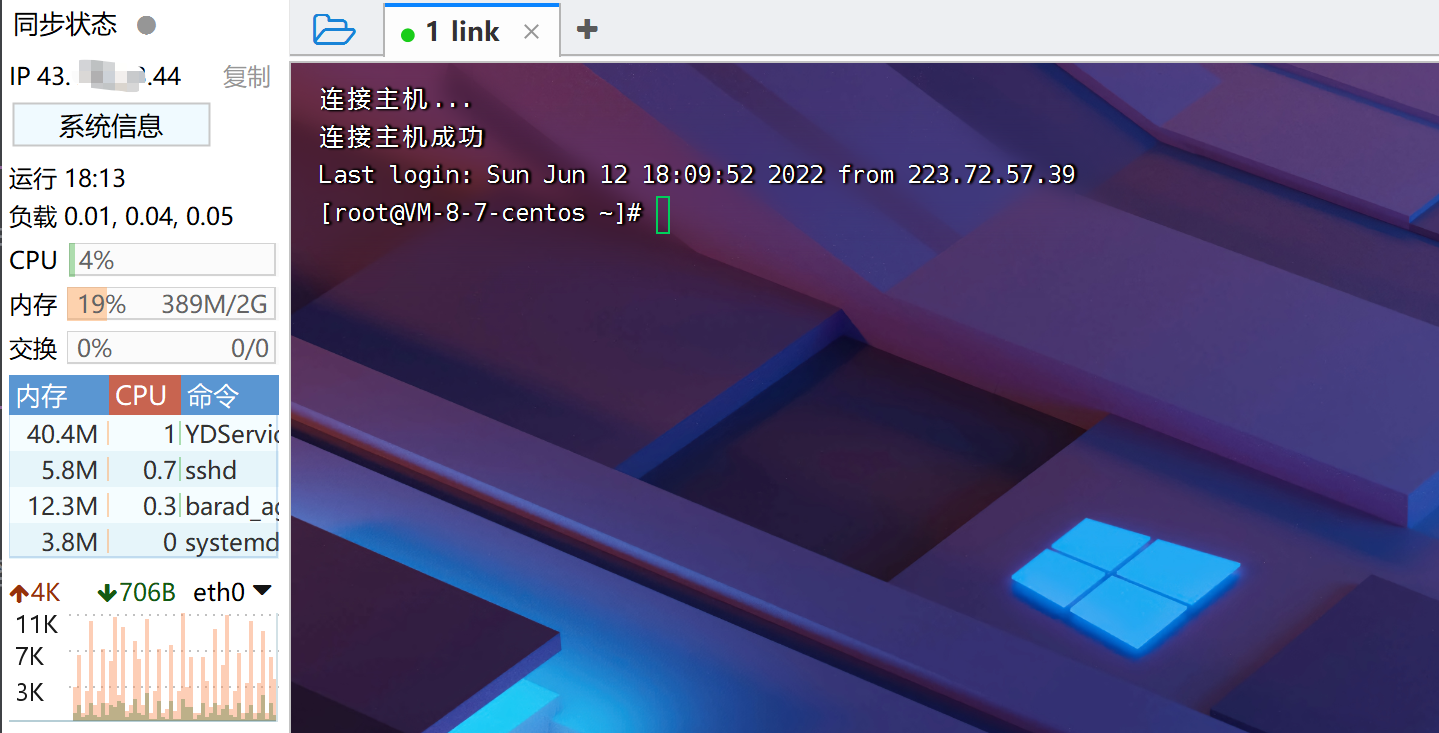 同步状态
1 link
IP 43. .44 复制
系统信息
连接主机...
连接主机成功
Last login: Sun Jun 12 18:09:52 2022 from 223.72.57.39
[root@VM-8-7-centos ~]#
运行 18:13
负载 0.01, 0.04, 0.05
CPU 4%
内存 19% 389M/2G
交换 0% 0/0
内存 CPU 命令
40.4M 1 YDServic
5.8M 0.7 sshd
12.3M 0.3 barad_ag
3.8M 0 systemd
4K 706B eth0
11K
7K
3K